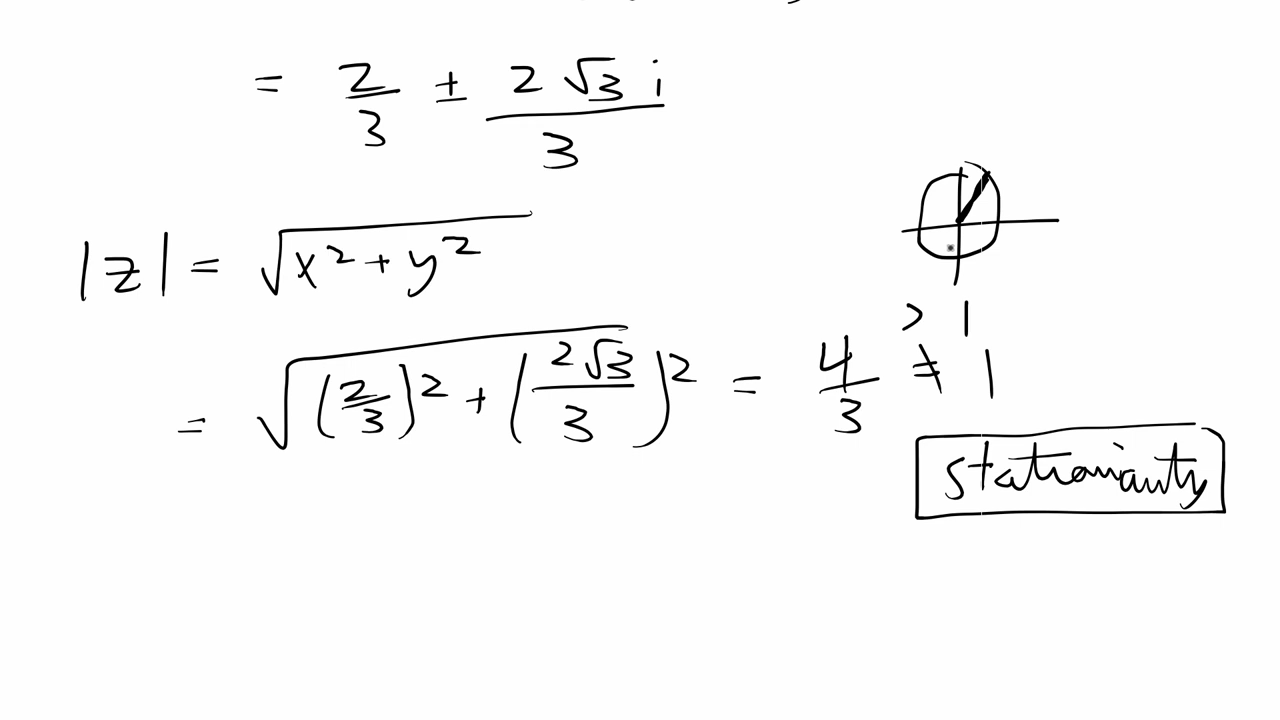 = 2/3 ± 2√3 i/3
|z| = √(x² + y²)
> 1
= √((2/3)² + (2√3/3)²) = 4/3 ≠ 1
stationarity